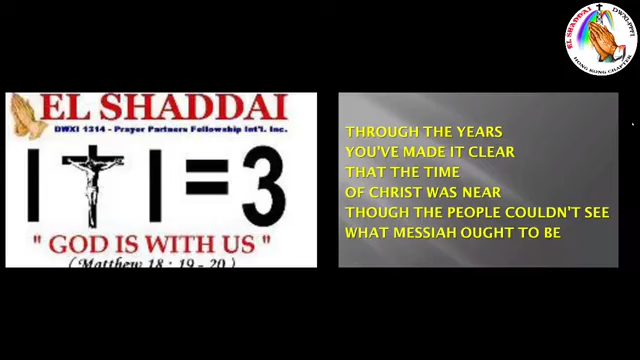 EL SHADDAI
DWXI 1314 - Prayer Partners Fellowship Int'l. Inc.
| | = 3
" GOD IS WITH US "
(Matthew 18 : 19 - 20)
THROUGH THE YEARS
YOU'VE MADE IT CLEAR
THAT THE TIME
OF CHRIST WAS NEAR
THOUGH THE PEOPLE COULDN'T SEE
WHAT MESSIAH OUGHT TO BE
EL SHADDAI
DWXI-PPFI
HONG KONG CHAPTER